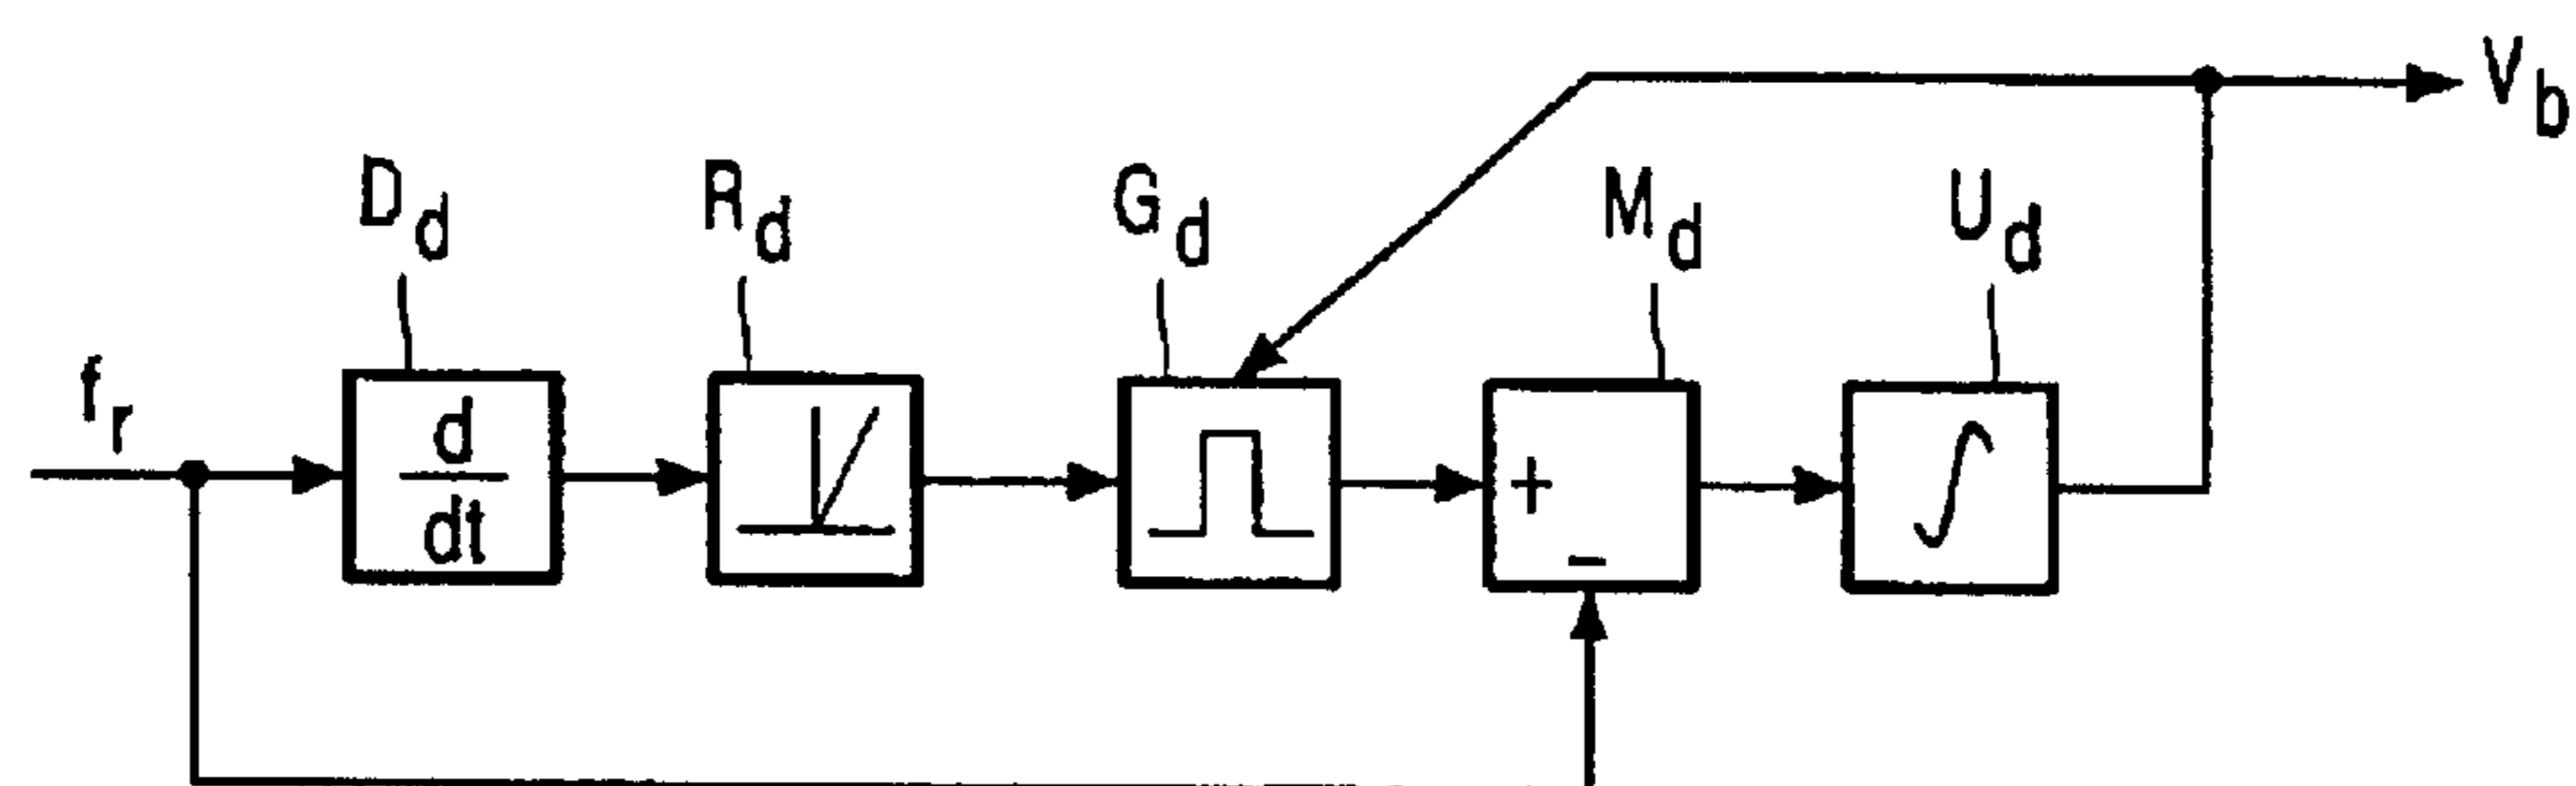 V_b
D_d
R_d
G_d
M_d
U_d
f_r
d
dt
+
-
∫